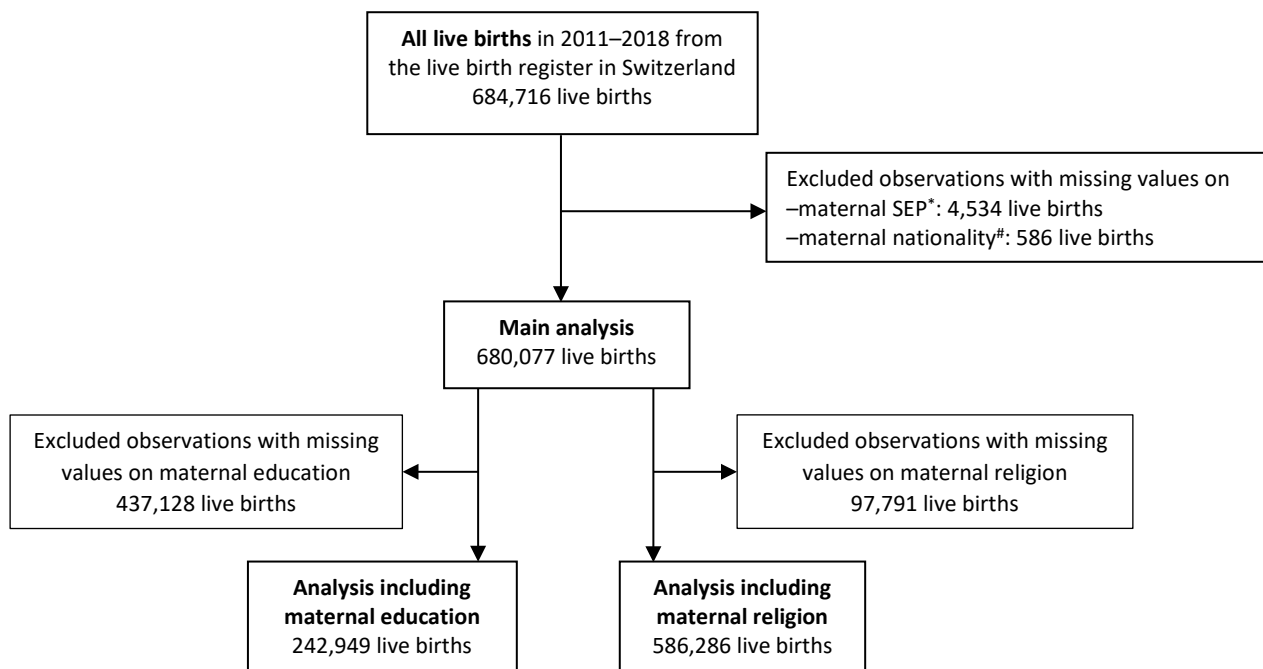 All live births in 2011–2018 from
the live birth register in Switzerland
684,716 live births
Excluded observations with missing values on
–maternal SEP*: 4,534 live births
–maternal nationality#: 586 live births
Main analysis
680,077 live births
Excluded observations with missing
values on maternal education
437,128 live births
Excluded observations with missing
values on maternal religion
97,791 live births
Analysis including
maternal education
242,949 live births
Analysis including
maternal religion
586,286 live births